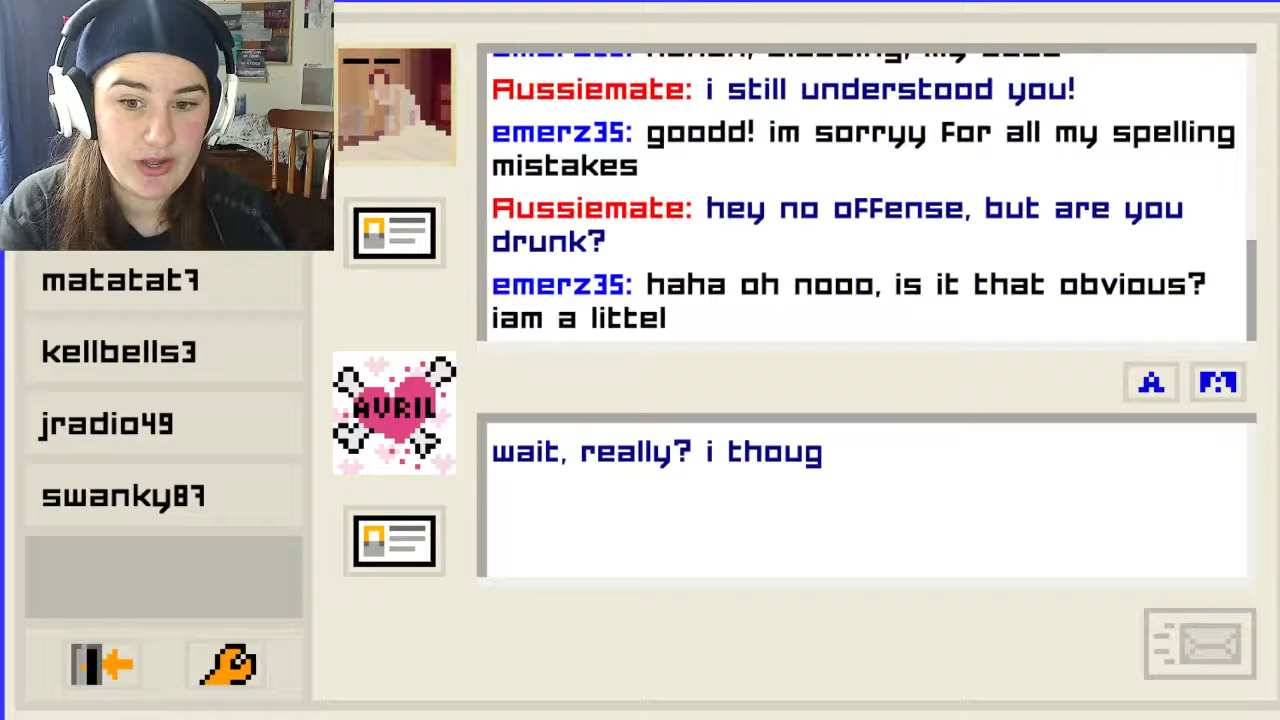 Aussiemate: i still understood you!
emerz35: goodd! im sorryy for all my spelling
mistakes
Aussiemate: hey no offense, but are you
drunk?
emerz35: haha oh nooo, is it that obvious?
iam a littel
matatat7
kellbells3
jradio49
swanky87
AVRIL
A M
wait, really? i thoug